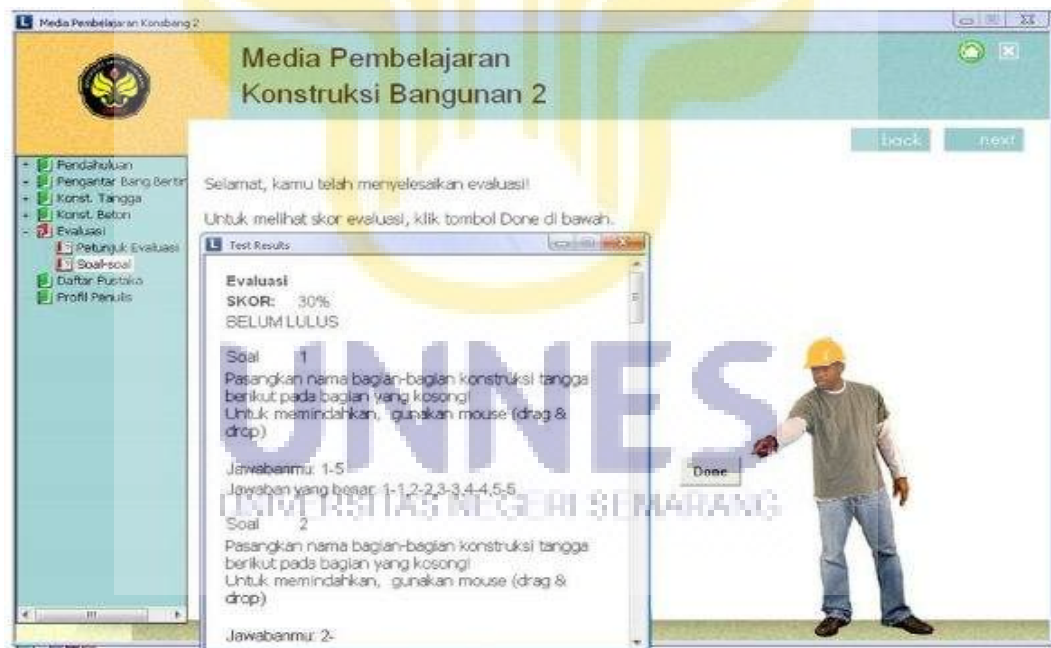 Media Pembelajaran Konsbang 2
Media Pembelajaran
Konstruksi Bangunan 2
back
next
Pendahuluan
Pengantar Bang.Bertin
Konst. Tangga
Konst. Beton
Evaluasi
Petunjuk Evaluasi
Soal-soal
Daftar Pustaka
Profil Penulis
Selamat, kamu telah menyelesaikan evaluasi!
Untuk melihat skor evaluasi, klik tombol Done di bawah.
Test Results
Evaluasi
SKOR: 30%
BELUM LULUS
Soal 1
Pasangkan nama bagian-bagian konstruksi tangga
berikut pada bagian yang kosong!
Untuk memindahkan, gunakan mouse (drag &
drop)
Jawabanmu: 1-5
Jawaban yang benar: 1-1,2-2,3-3,4-4,5-5
Soal 2
Pasangkan nama bagian-bagian konstruksi tangga
berikut pada bagian yang kosong!
Untuk memindahkan, gunakan mouse (drag &
drop)
Jawabanmu: 2-
Done
UNNES
UNIVERSITAS NEGERI SEMARANG